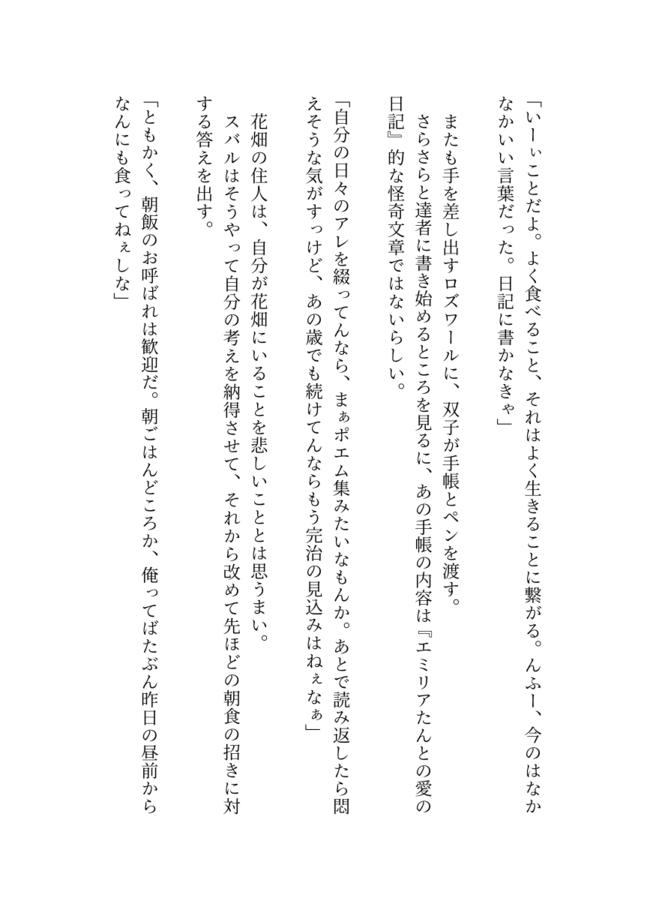 「いーぃことだよ。よく食べること、それはよく生きることに繋がる。んふー、今のはなか
なかいい言葉だった。日記に書かなきゃ」
またも手を差し出すロズワールに、双子が手帳とペンを渡す。
さらさらと達者に書き始めるところを見るに、あの手帳の内容は『エミリアたんとの愛の
日記』的な怪奇文章ではないらしい。
「自分の日々のアレを綴ってんなら、まぁポエム集みたいなもんか。あとで読み返したら悶
えそうな気がすっけど、あの歳でも続けてんならもう完治の見込みはねぇなぁ」
花畑の住人は、自分が花畑にいることを悲しいこととは思うまい。
スバルはそうやって自分の考えを納得させて、それから改めて先ほどの朝食の招きに対
する答えを出す。
「ともかく、朝飯のお呼ばれは歓迎だ。朝ごはんどころか、俺ってばたぶん昨日の昼前から
なんにも食ってねぇしな」